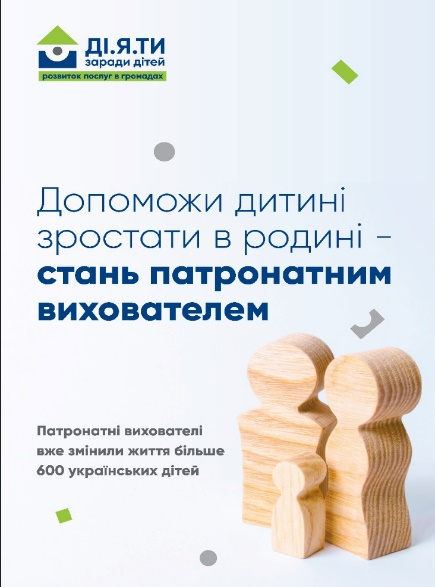 ДІ.Я.ТИ
заради дітей
розвиток послуг в громадах
Допоможи дитині
зростати в родині –
стань патронатним
вихователем
Патронатні вихователі
вже змінили життя більше
600 українських дітей